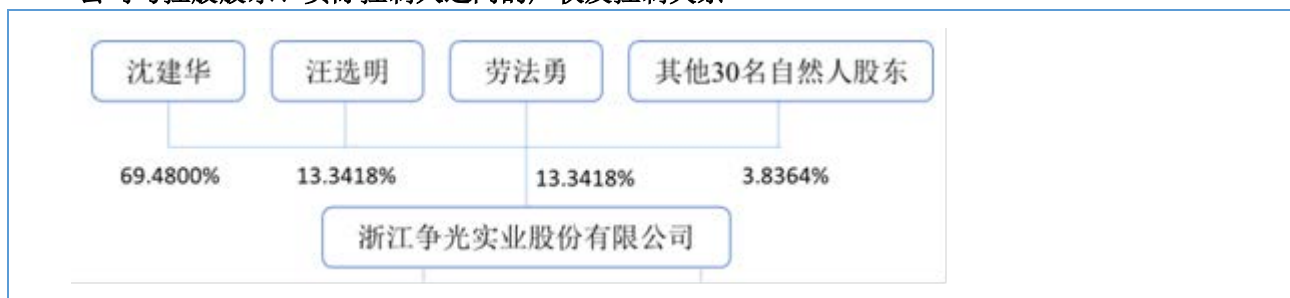 沈建华 汪选明 劳法勇 其他30名自然人股东
69.4800% 13.3418% 13.3418% 3.8364%
浙江争光实业股份有限公司